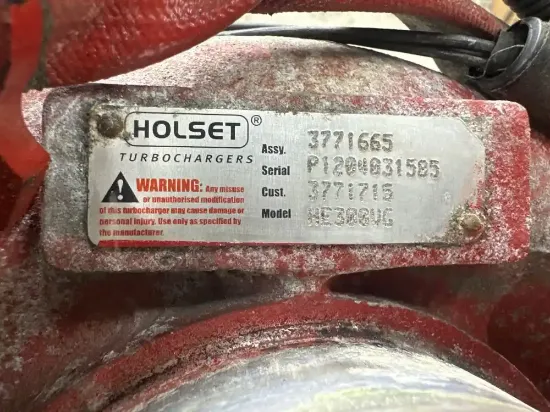 HOLSET®
TURBOCHARGERS
WARNING: Any misuse
or unauthorised modification
of this turbocharger may cause damage or
personal injury. Use only as specified by
the manufacturer.
Assy. 3771665
Serial P1204031585
Cust. 3771715
Model HE300VG